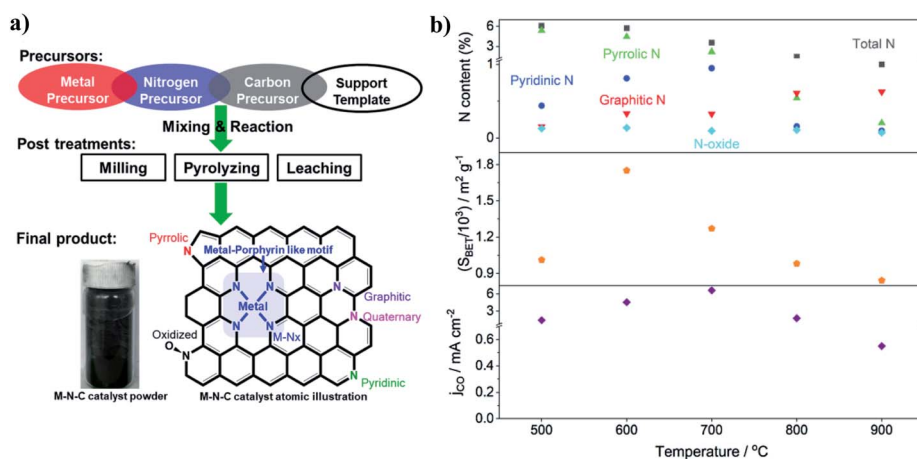 a)
Precursors:
Metal
Precursor
Nitrogen
Precursor
Carbon
Precursor
Support
Template
Mixing & Reaction
Post treatments:
Milling
Pyrolyzing
Leaching
Final product:
M-N-C catalyst powder
Pyrrolic
N
Metal-Porphyrin like motif
N
N
Metal
N
N
M-Nx
N
Graphitic
N
Quaternary
Oxidized
O
N
N
Pyridinic
M-N-C catalyst atomic illustration
b)
N content (%)
6
3
1
0
Total N
Pyrrolic N
Pyridinic N
Graphitic N
N-oxide
(S_BET/10³) / m² g⁻¹
1.8
1.5
1.2
0.9
j_CO / mA cm⁻²
6
3
0.6
0.4
0.2
0.0
500 600 700 800 900
Temperature / °C